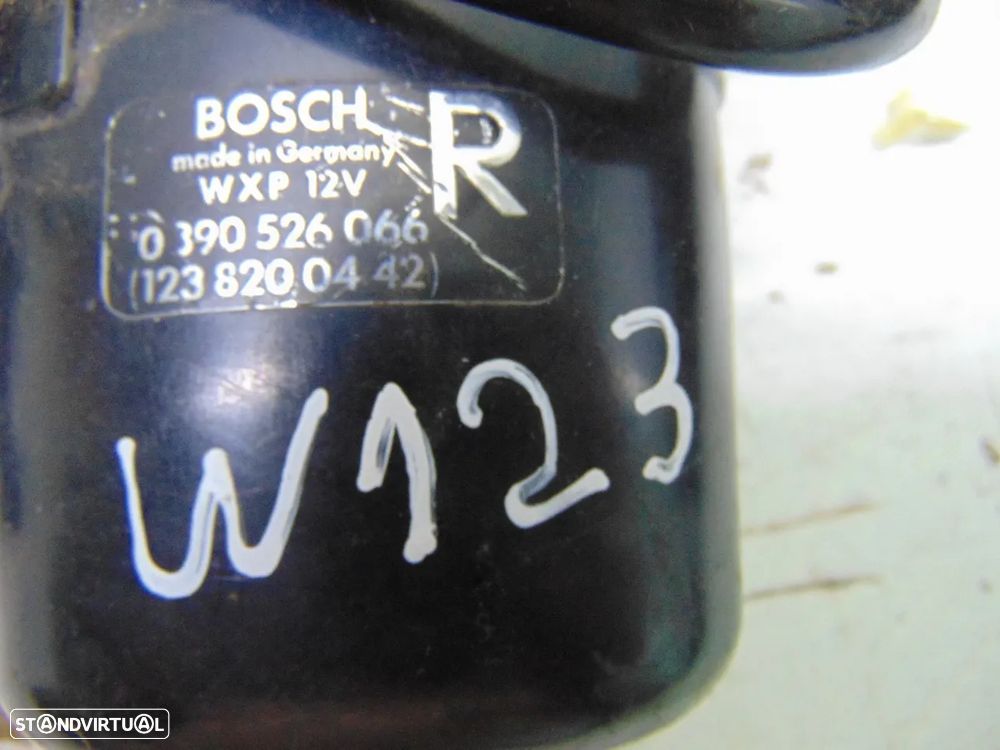 BOSCH R
made in Germany
WXP 12V
0 390 526 066
(123 820 04 42)
W123
STANDVIRTUAL